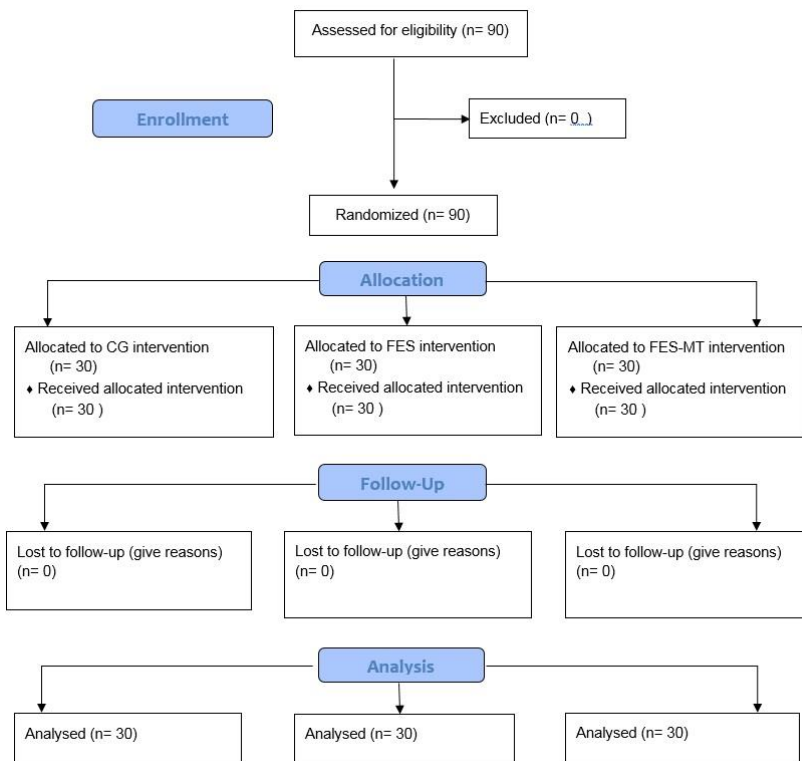 Assessed for eligibility (n= 90)
Enrollment
Excluded (n= 0 )
Randomized (n= 90)
Allocation
Allocated to CG intervention
(n= 30)
♦ Received allocated intervention
(n= 30 )
Allocated to FES intervention
(n= 30)
♦ Received allocated intervention
(n= 30 )
Allocated to FES-MT intervention
(n= 30)
♦ Received allocated intervention
(n= 30 )
Follow-Up
Lost to follow-up (give reasons)
(n= 0)
Lost to follow-up (give reasons)
(n= 0)
Lost to follow-up (give reasons)
(n= 0)
Analysis
Analysed (n= 30)
Analysed (n= 30)
Analysed (n= 30)